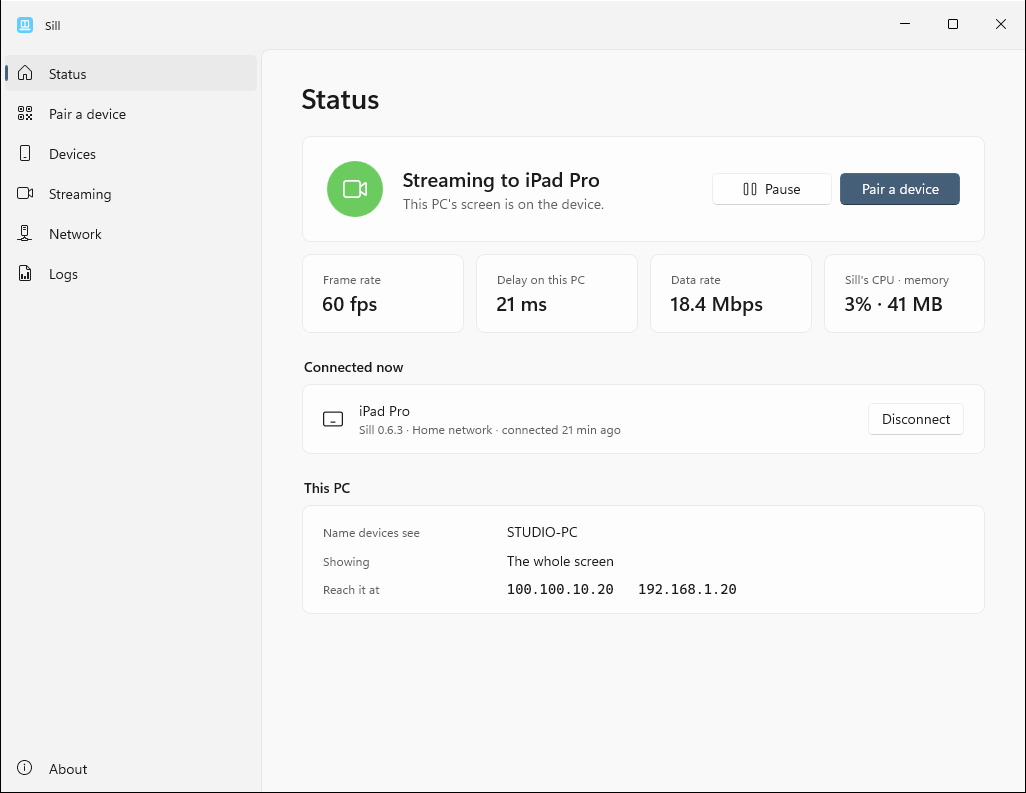 Sill
Status
Pair a device
Devices
Streaming
Network
Logs
About
Status
Streaming to iPad Pro
This PC's screen is on the device.
Pause
Pair a device
Frame rate
60 fps
Delay on this PC
21 ms
Data rate
18.4 Mbps
Sill's CPU · memory
3% · 41 MB
Connected now
iPad Pro
Sill 0.6.3 · Home network · connected 21 min ago
Disconnect
This PC
Name devices see STUDIO-PC
Showing The whole screen
Reach it at 100.100.10.20 192.168.1.20